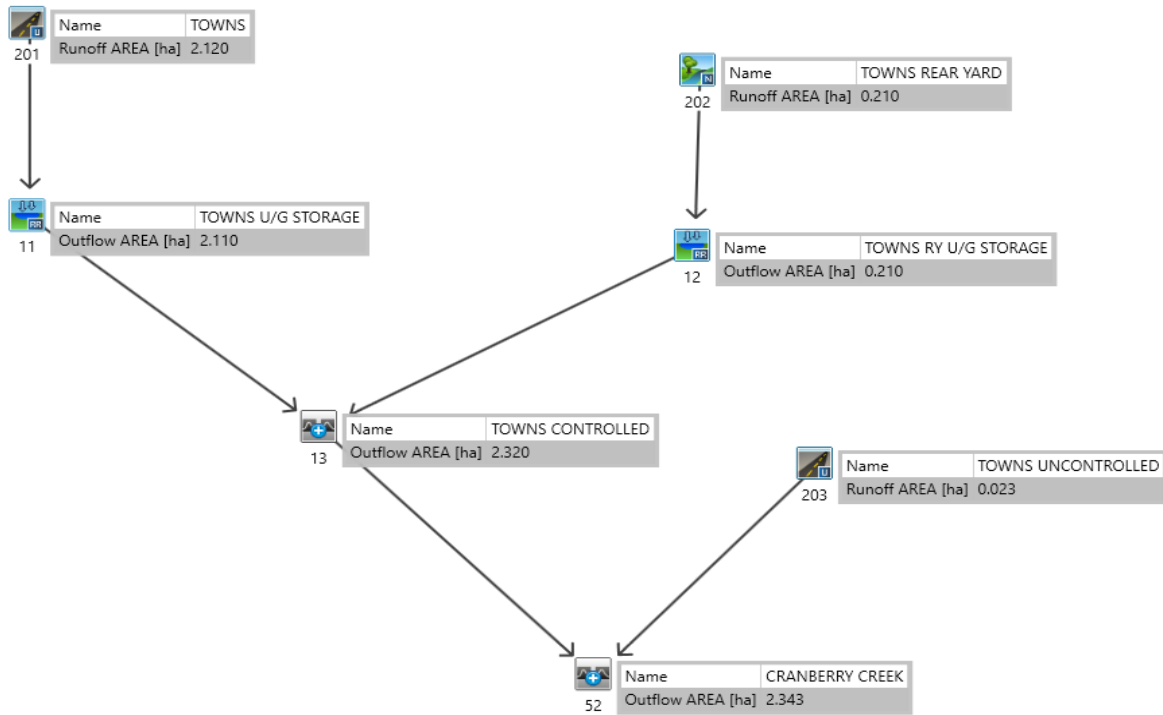 Name TOWNS
Runoff AREA [ha] 2.120
201
Name TOWNS REAR YARD
Runoff AREA [ha] 0.210
202
Name TOWNS U/G STORAGE
Outflow AREA [ha] 2.110
11
Name TOWNS RY U/G STORAGE
Outflow AREA [ha] 0.210
12
Name TOWNS CONTROLLED
Outflow AREA [ha] 2.320
13
Name TOWNS UNCONTROLLED
Runoff AREA [ha] 0.023
203
Name CRANBERRY CREEK
Outflow AREA [ha] 2.343
52
U
N
RR
RR
U